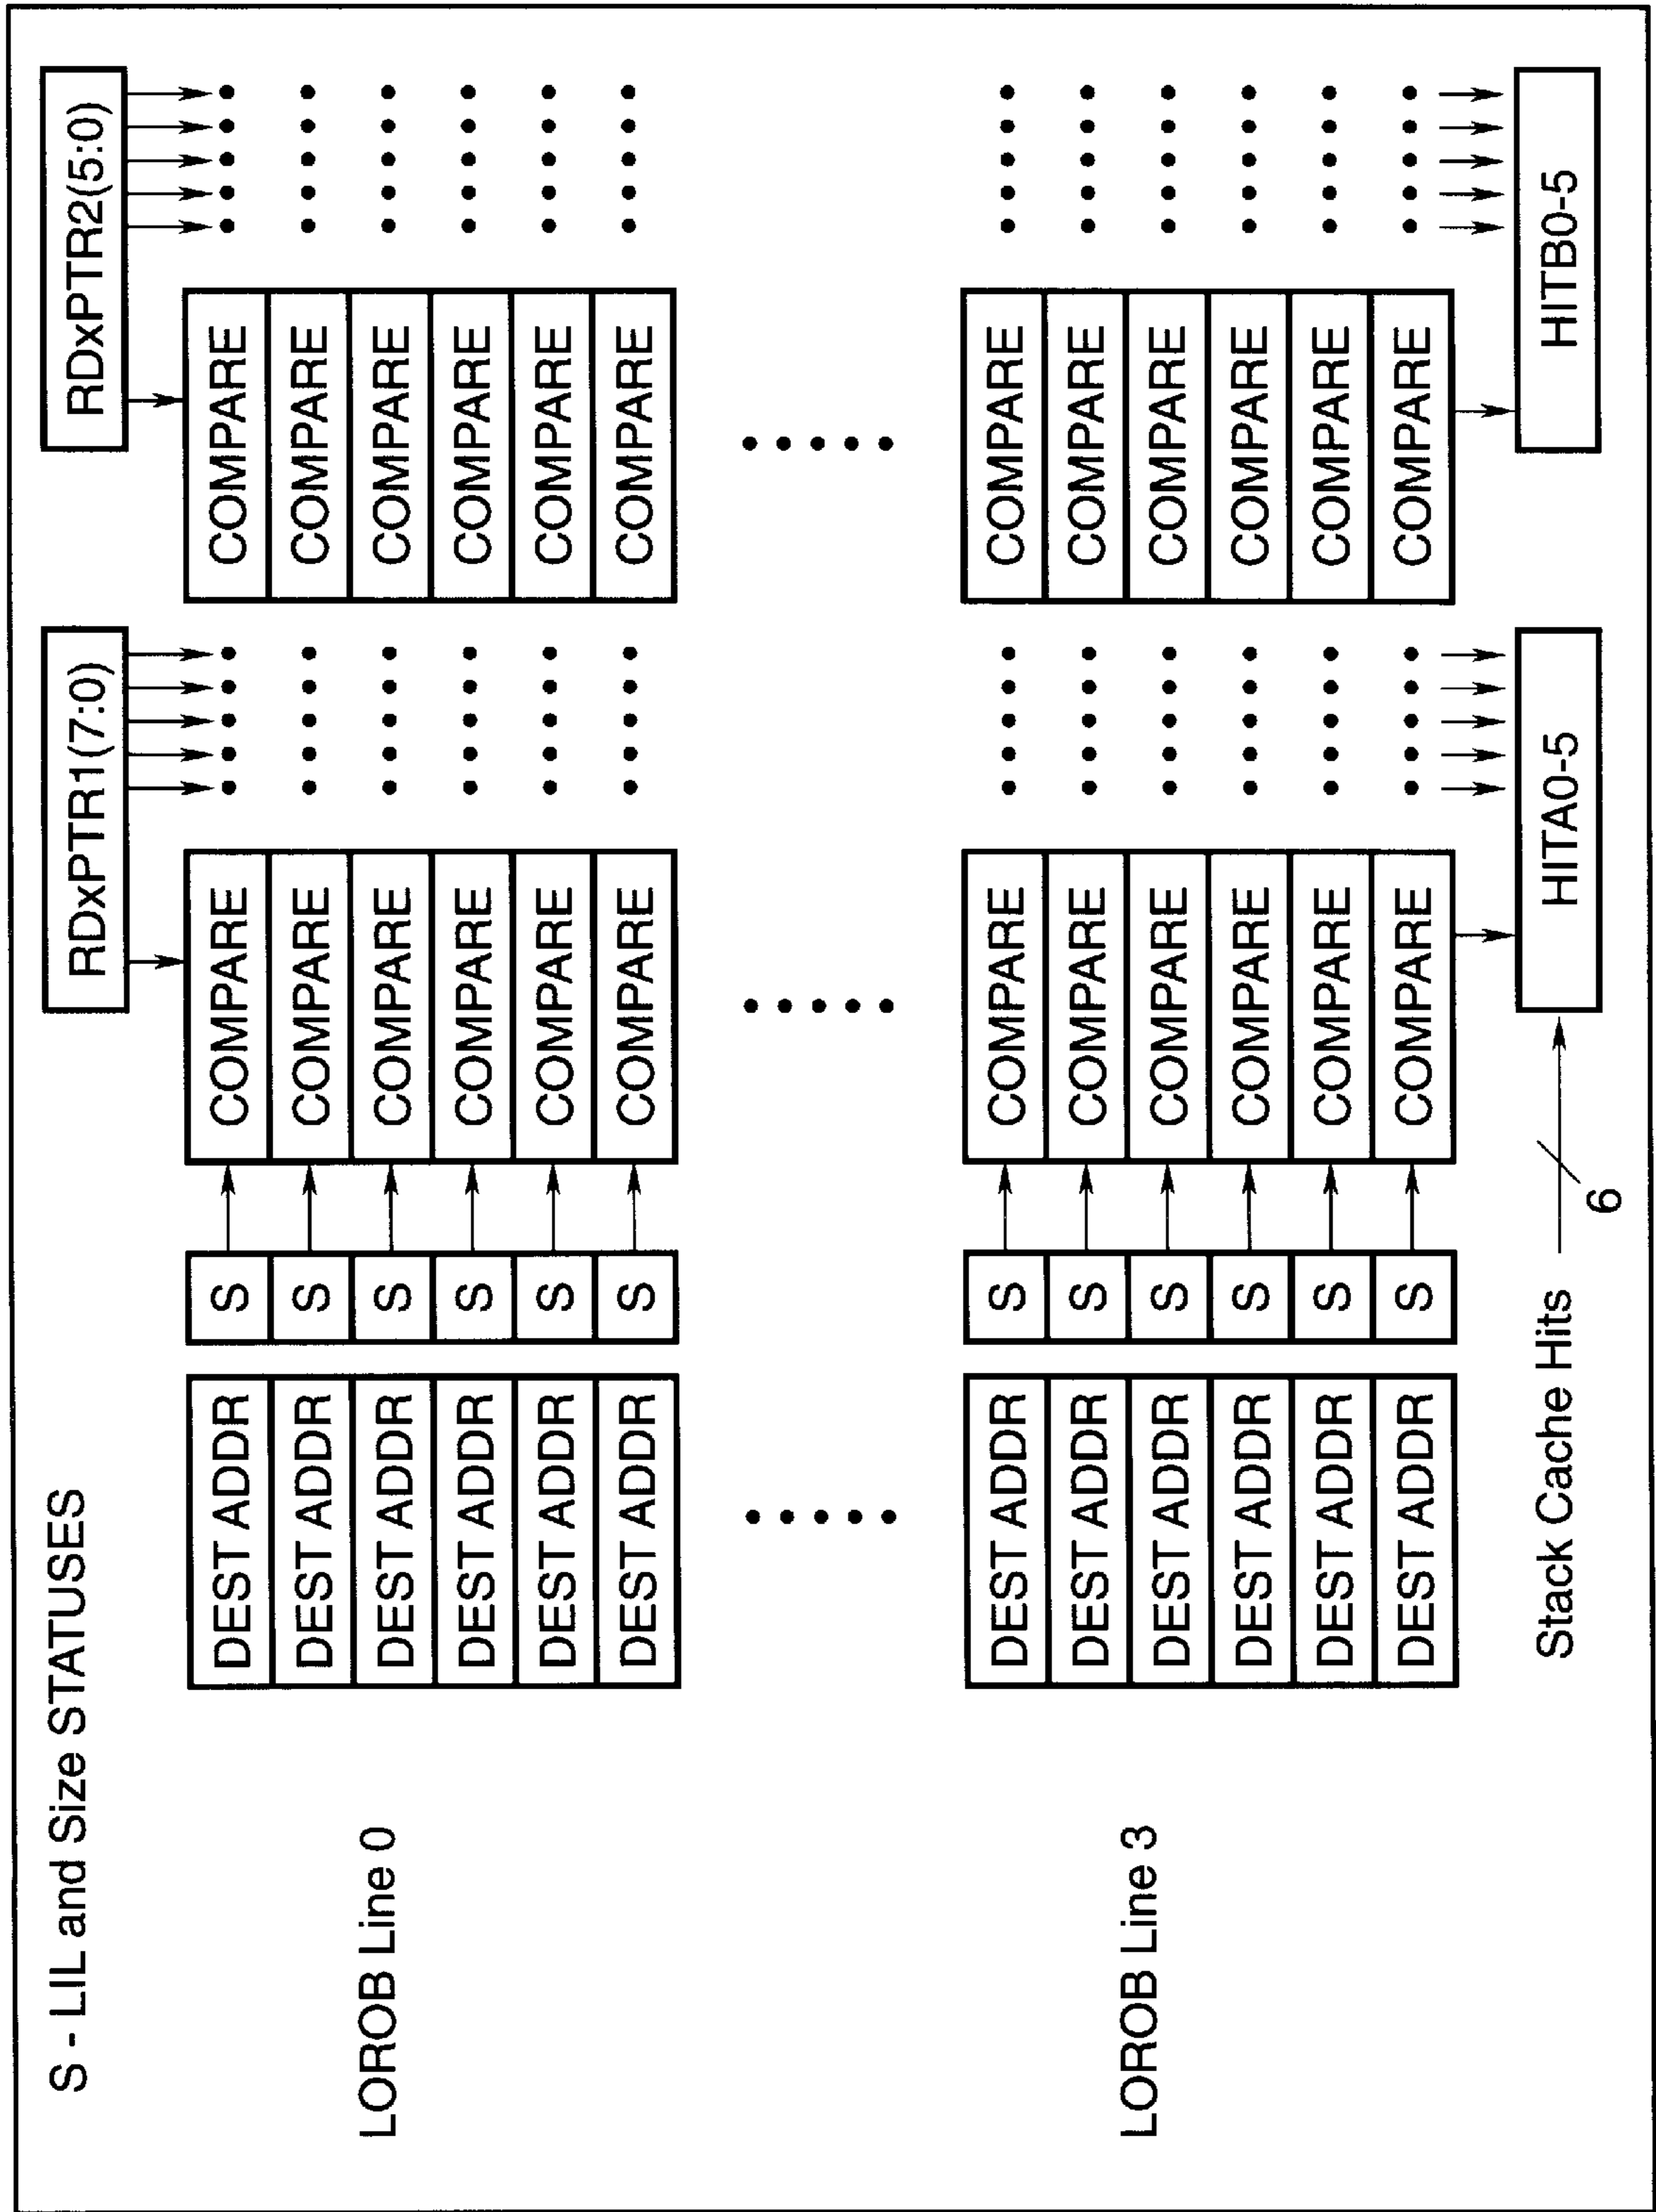 S - LIL and Size STATUSES
RDxPTR1(7:0) RDxPTR2(5:0)
DEST ADDR S COMPARE COMPARE
DEST ADDR S COMPARE COMPARE
LOROB Line 0 DEST ADDR S COMPARE COMPARE
DEST ADDR S COMPARE COMPARE
DEST ADDR S COMPARE COMPARE
DEST ADDR S COMPARE COMPARE
DEST ADDR S COMPARE COMPARE
DEST ADDR S COMPARE COMPARE
LOROB Line 3 DEST ADDR S COMPARE COMPARE
DEST ADDR S COMPARE COMPARE
DEST ADDR S COMPARE COMPARE
DEST ADDR S COMPARE COMPARE
Stack Cache Hits HITA0-5 HITB0-5
6